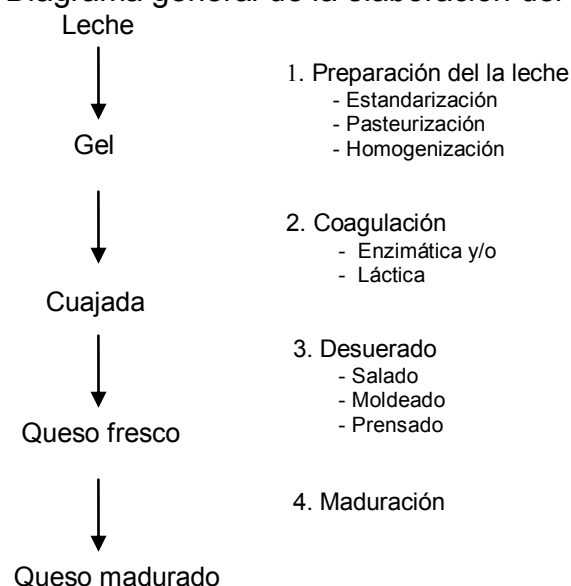 Diagrama general de la elaboración del
Leche
1. Preparación del la leche
- Estandarización
- Pasteurización
- Homogenización
Gel
2. Coagulación
- Enzimática y/o
- Láctica
Cuajada
3. Desuerado
- Salado
- Moldeado
- Prensado
Queso fresco
4. Maduración
Queso madurado